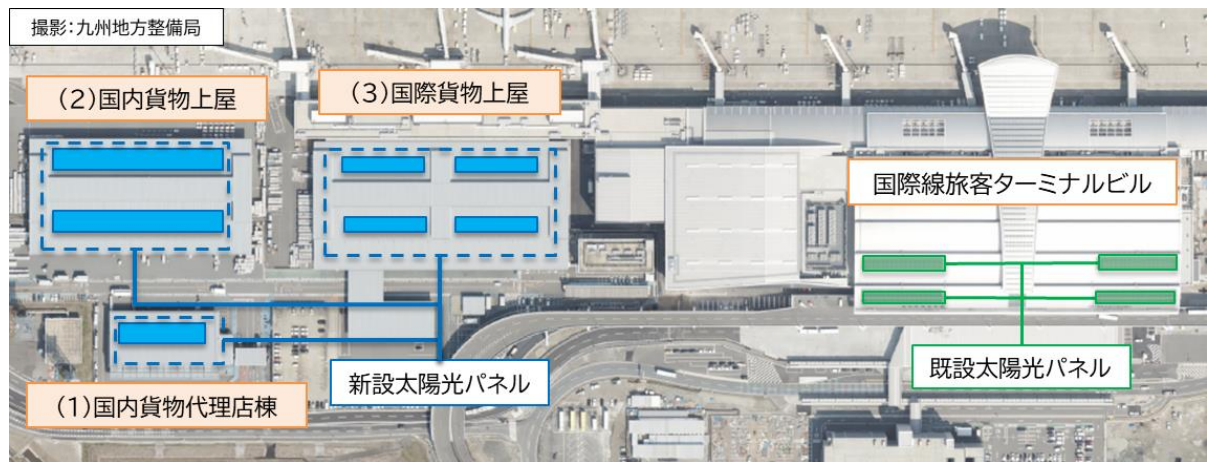 撮影：九州地方整備局
(2)国内貨物上屋
(3)国際貨物上屋
国際線旅客ターミナルビル
新設太陽光パネル
既設太陽光パネル
(1)国内貨物代理店棟